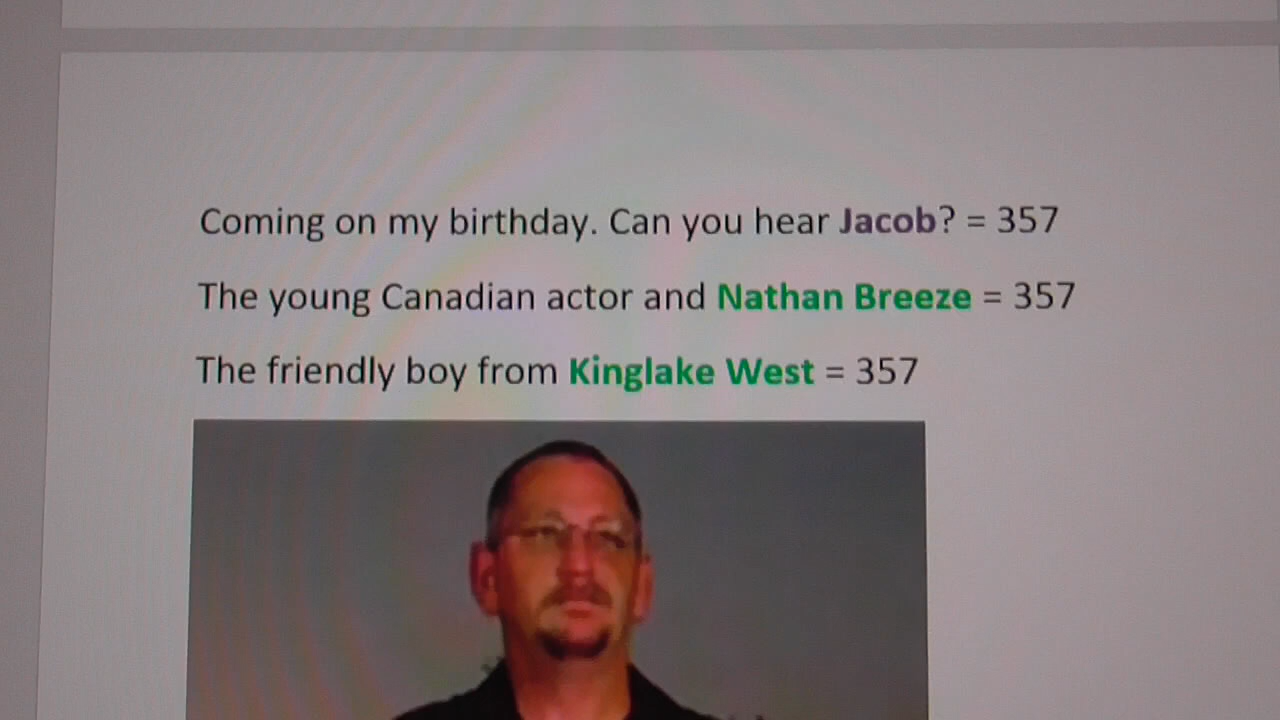 Coming on my birthday. Can you hear Jacob? = 357
The young Canadian actor and Nathan Breeze = 357
The friendly boy from Kinglake West = 357